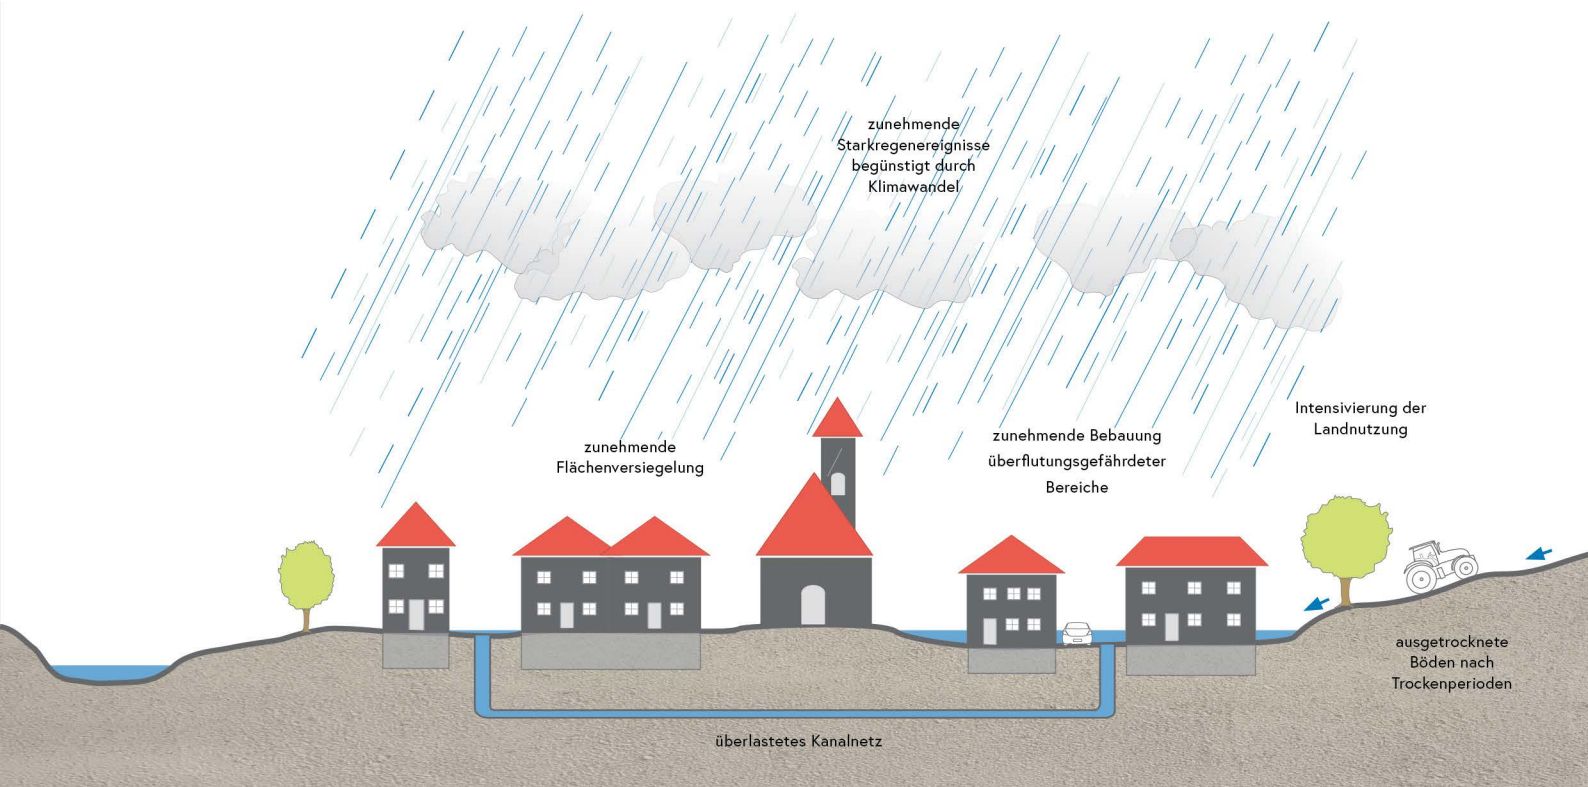 zunehmende
Starkregenereignisse
begünstigt durch
Klimawandel
Intensivierung der
Landnutzung
zunehmende
Flächenversiegelung
zunehmende Bebauung
überflutungsgefährdeter
Bereiche
ausgetrocknete
Böden nach
Trockenperioden
überlastetes Kanalnetz